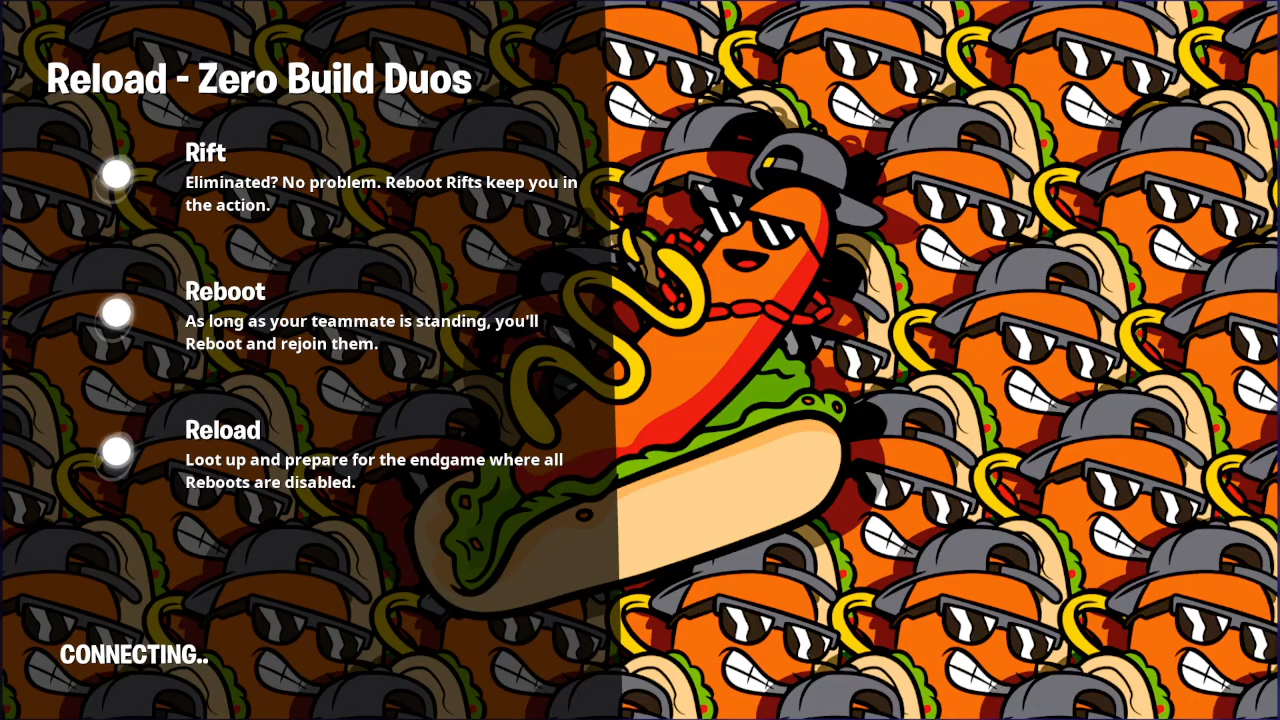 Reload - Zero Build Duos
Rift
Eliminated? No problem. Reboot Rifts keep you in
the action.
Reboot
As long as your teammate is standing, you'll
Reboot and rejoin them.
Reload
Loot up and prepare for the endgame where all
Reboots are disabled.
CONNECTING..